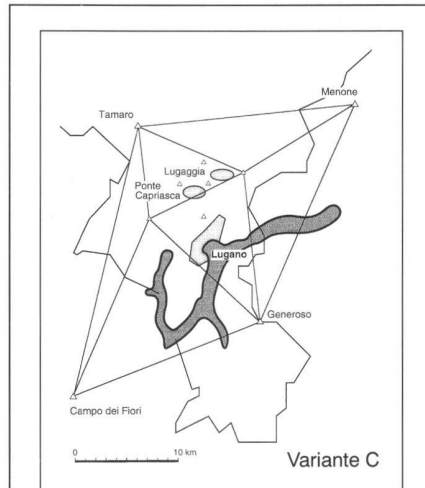 Menone
Tamaro
Lugaggia
Ponte
Capriasca
Lugano
Generoso
Campo dei Fiori
0 10 km
Variante C